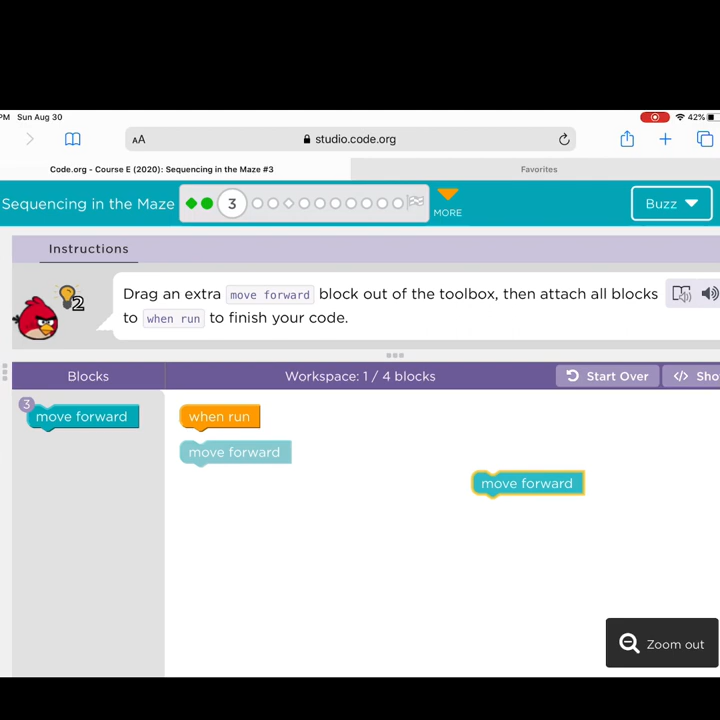 PM Sun Aug 30 42%
AA studio.code.org
Code.org - Course E (2020): Sequencing in the Maze #3 Favorites
Sequencing in the Maze 3 MORE Buzz
Instructions
2
Drag an extra move forward block out of the toolbox, then attach all blocks
to when run to finish your code.
Blocks Workspace: 1 / 4 blocks Start Over </> Sho
3
move forward when run
move forward
move forward
Zoom out